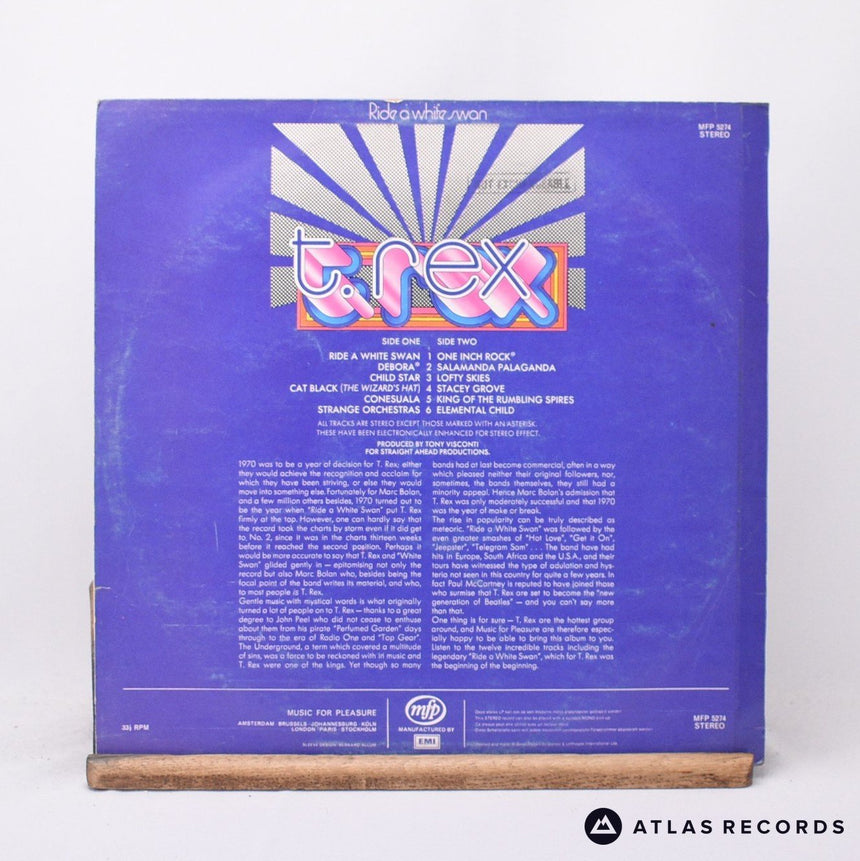 Ride a white swan
MFP 5274
STEREO
t.rex
SIDE ONE SIDE TWO
RIDE A WHITE SWAN 1 ONE INCH ROCK*
DEBORA* 2 SALAMANDA PALAGANDA
CHILD STAR 3 LOFTY SKIES
CAT BLACK (THE WIZARD'S HAT) 4 STACEY GROVE
CONESUALA 5 KING OF THE RUMBLING SPIRES
STRANGE ORCHESTRAS 6 ELEMENTAL CHILD
ALL TRACKS ARE STEREO EXCEPT THOSE MARKED WITH AN ASTERISK.
THESE HAVE BEEN ELECTRONICALLY ENHANCED FOR STEREO EFFECT.
PRODUCED BY TONY VISCONTI
FOR STRAIGHT AHEAD PRODUCTIONS.
1970 was to be a year of decision for T. Rex; either
they would achieve the recognition and acclaim for
which they had been striving, or else they would
move into something else. Fortunately for Marc Bolan,
and a few million others besides, 1970 turned out to
be the year when "Ride a White Swan" put T. Rex
firmly at the top. However, one can hardly say that
the record took the charts by storm even if it did get
to, No. 2, since it was in the charts thirteen weeks
before it reached the second position. Perhaps it
would be more accurate to say that T. Rex and "White
Swan" glided gently in — epitomising not only the
record but also Marc Bolan who, besides being the
focal point of the band writes its material, and who,
to most people is T. Rex.
Gentle music with mystical words is what originally
turned a lot of people on to T. Rex — thanks to a great
degree to John Peel who did not cease to enthuse
about them from his pirate "Perfumed Garden" days
through to the era of Radio One and "Top Gear".
The Underground, a term which covered a multitude
of sins, was a force to be reckoned with in music and
T. Rex were one of the kings. Yet though so many
bands had at last become commercial, often in a way
which pleased neither their original followers, nor,
sometimes, the bands themselves, they still had a
minority appeal. Hence Marc Bolan's admission that
T. Rex was only moderately successful and that 1970
was the year of make or break.
The rise in popularity can be truly described as
meteoric. "Ride a White Swan" was followed by the
even greater smashes of "Hot Love", "Get it On",
"Jeepster", "Telegram Sam" . . . The band have had
hits in Europe, South Africa and the U.S.A., and their
tours have witnessed the type of adulation and hys-
teria not seen in this country for quite a few years. In
fact Paul McCartney is reputed to have joined those
who surmise that T. Rex are set to become the "new
generation of Beatles" — and you can't say more
than that.
One thing is for sure — T. Rex are the hottest group
around, and Music for Pleasure are therefore espec-
ially happy to be able to bring this album to you.
Listen to the twelve incredible tracks including the
legendary "Ride a White Swan", which for T. Rex was
the beginning of the beginning.
33⅓ RPM
MUSIC FOR PLEASURE
AMSTERDAM · BRUSSELS · JOHANNESBURG · KÖLN
LONDON · PARIS · STOCKHOLM
mfp
MANUFACTURED BY
EMI
MFP 5274
STEREO
ATLAS RECORDS